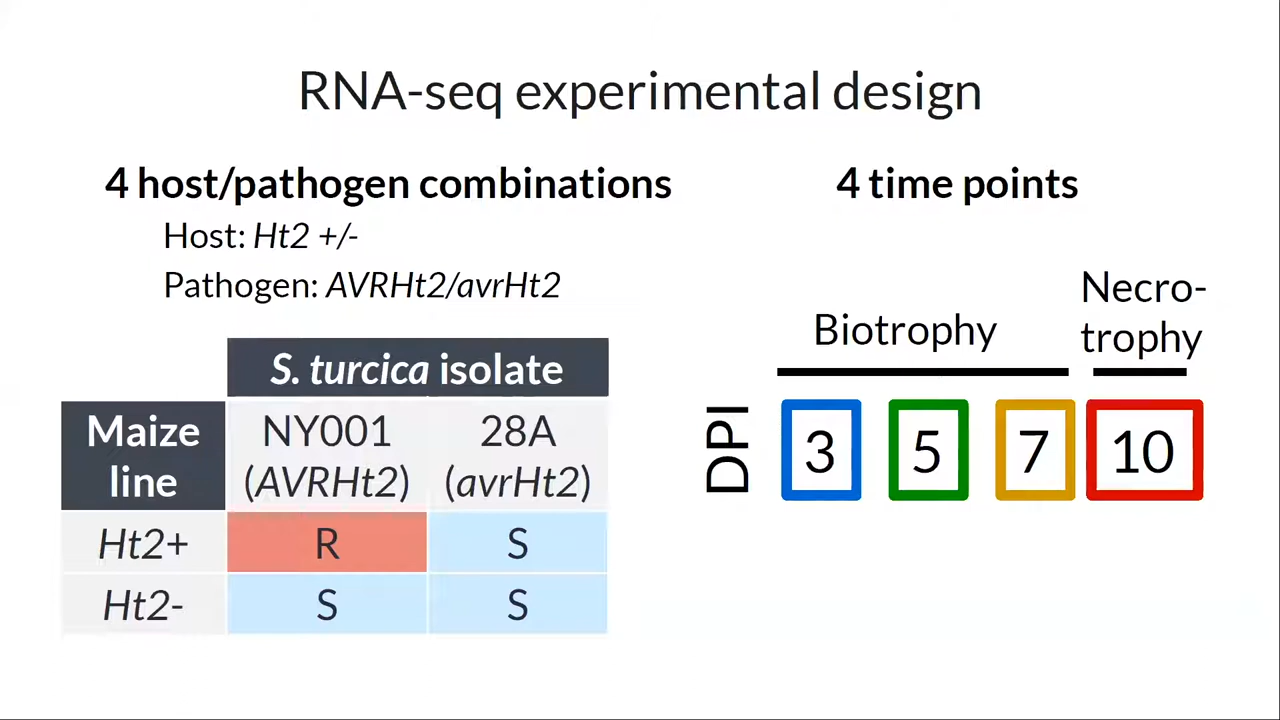 RNA-seq experimental design
4 host/pathogen combinations
Host: Ht2 +/-
Pathogen: AVRHt2/avrHt2
S. turcica isolate
Maize line
NY001 (AVRHt2)
28A (avrHt2)
Ht2+ R S
Ht2- S S
4 time points
Biotrophy
Necro-
trophy
DPI
3 5 7 10